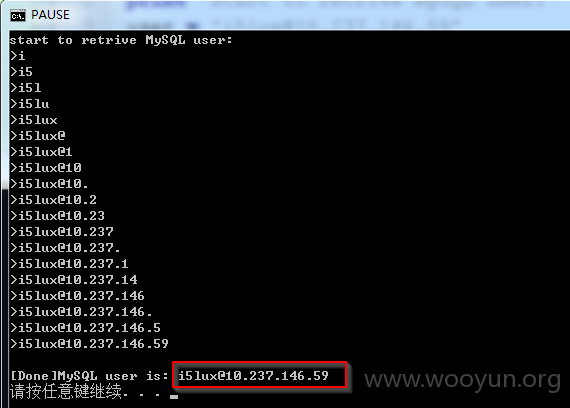 PAUSE
start to retrive MySQL user:
>i
>i5
>i5l
>i5lu
>i5lux
>i5lux@
>i5lux@1
>i5lux@10
>i5lux@10.
>i5lux@10.2
>i5lux@10.23
>i5lux@10.237
>i5lux@10.237.
>i5lux@10.237.1
>i5lux@10.237.14
>i5lux@10.237.146
>i5lux@10.237.146.
>i5lux@10.237.146.5
>i5lux@10.237.146.59
[Done]MySQL user is: i5lux@10.237.146.59
请按任意键继续. . .
www.wooyun.org